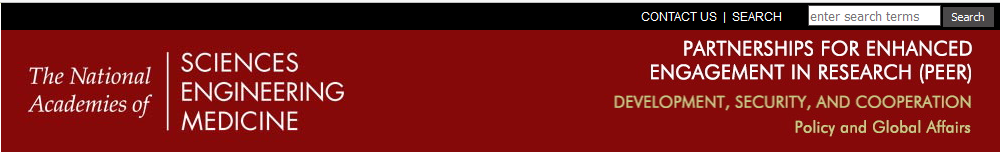 CONTACT US | SEARCH enter search terms Search
The National
Academies of
SCIENCES
ENGINEERING
MEDICINE
PARTNERSHIPS FOR ENHANCED
ENGAGEMENT IN RESEARCH (PEER)
DEVELOPMENT, SECURITY, AND COOPERATION
Policy and Global Affairs